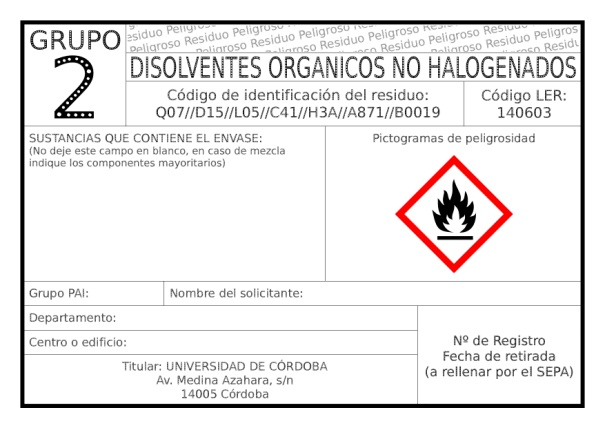 GRUPO
2
Residuo Peligroso Residuo Peligroso Residuo Peligroso Residuo Peligroso
Peligroso Residuo Peligroso Residuo Peligroso Residuo Peligroso Residuo
DISOLVENTES ORGANICOS NO HALOGENADOS
Código de identificación del residuo:
Q07//D15//L05//C41//H3A//A871//B0019
Código LER:
140603
SUSTANCIAS QUE CONTIENE EL ENVASE:
(No deje este campo en blanco, en caso de mezcla
indique los componentes mayoritarios)
Pictogramas de peligrosidad
Grupo PAI:
Nombre del solicitante:
Departamento:
Centro o edificio:
Titular: UNIVERSIDAD DE CÓRDOBA
Av. Medina Azahara, s/n
14005 Córdoba
Nº de Registro
Fecha de retirada
(a rellenar por el SEPA)